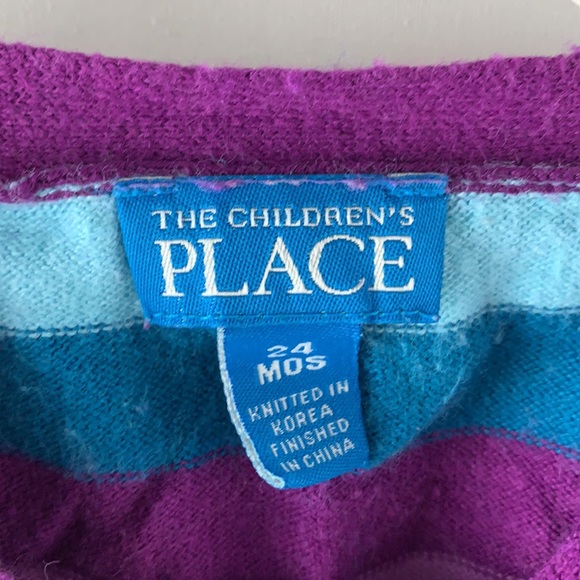 THE CHILDREN'S
PLACE
24
MOS
KNITTED IN
KOREA
FINISHED
IN CHINA